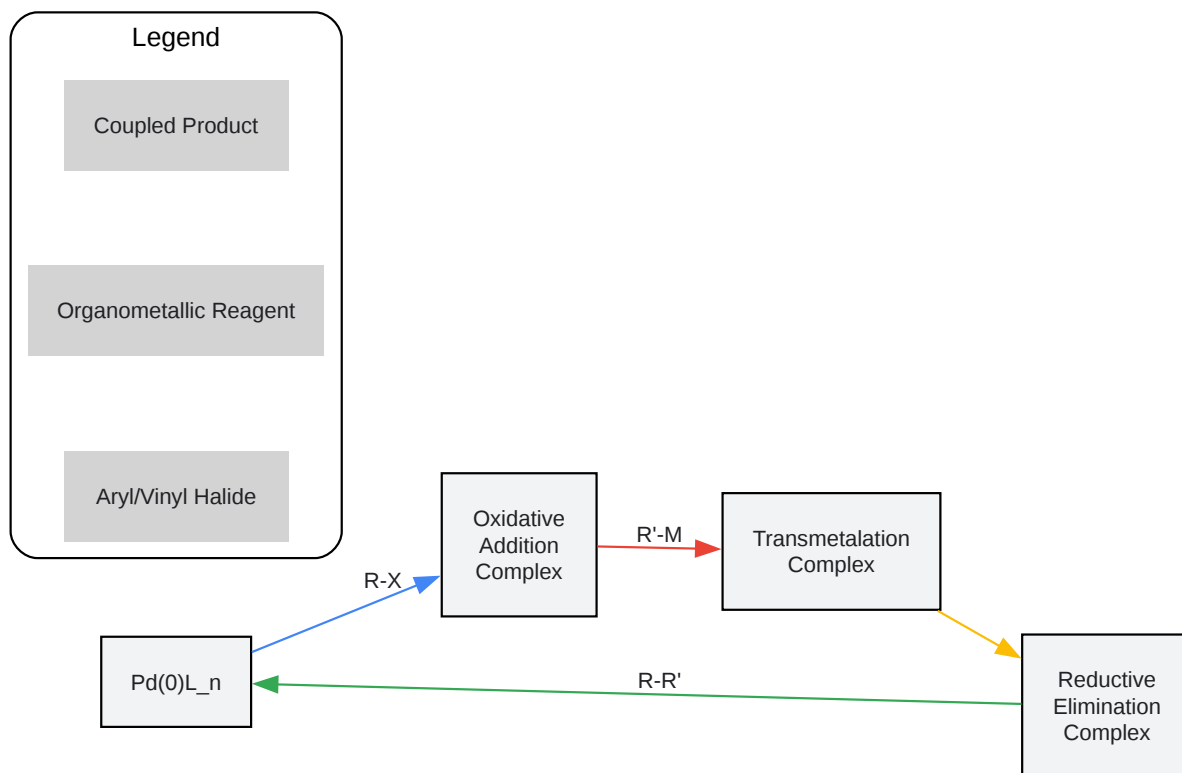 Legend
Coupled Product
Organometallic Reagent
Aryl/Vinyl Halide
Oxidative
Addition
Complex
R'-M
Transmetalation
Complex
R-X
Pd(0)L_n
R-R'
Reductive
Elimination
Complex